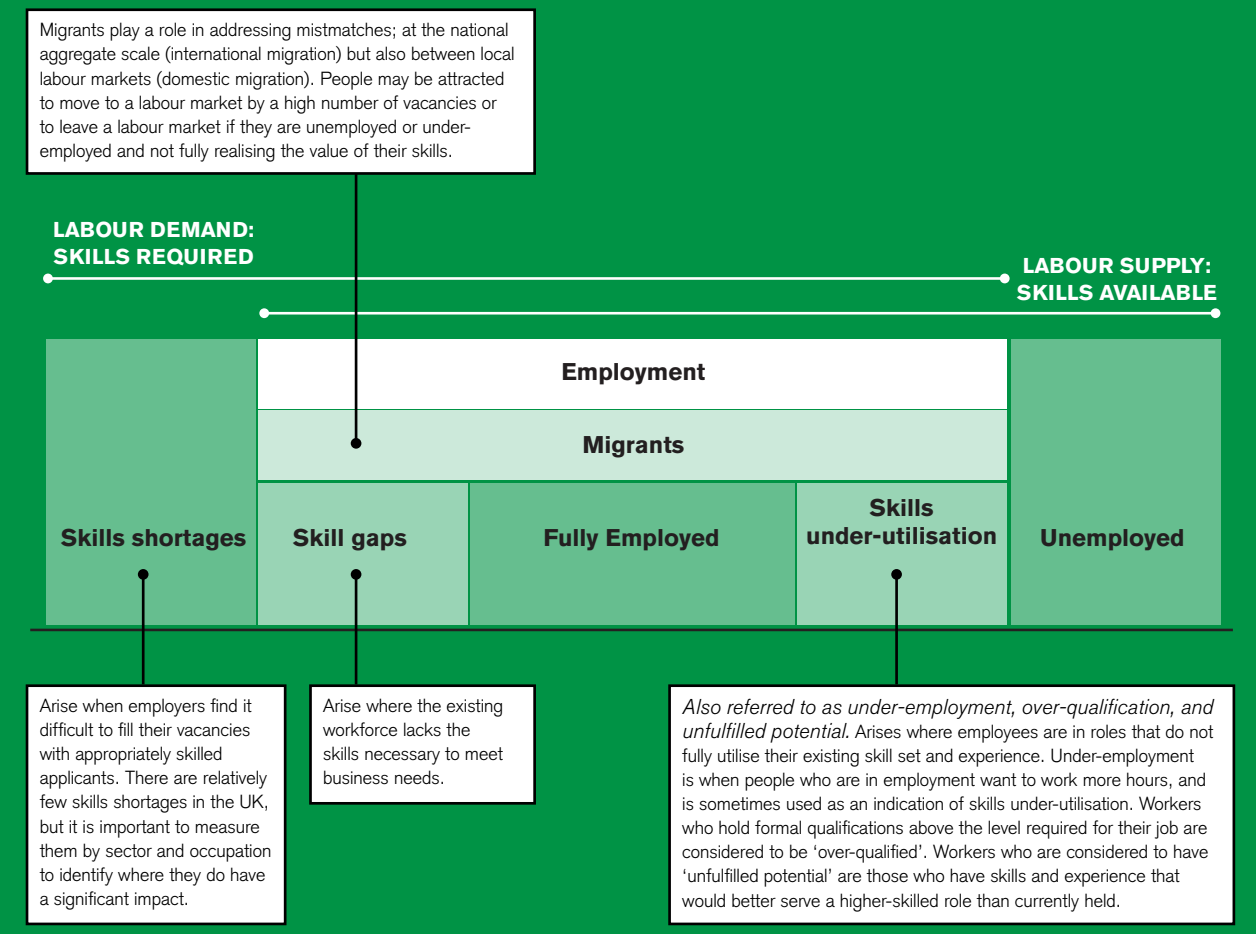 Migrants play a role in addressing mistmatches; at the national
aggregate scale (international migration) but also between local
labour markets (domestic migration). People may be attracted
to move to a labour market by a high number of vacancies or
to leave a labour market if they are unemployed or under-
employed and not fully realising the value of their skills.
LABOUR DEMAND:
SKILLS REQUIRED
LABOUR SUPPLY:
SKILLS AVAILABLE
Employment
Migrants
Skills shortages
Skill gaps
Fully Employed
Skills
under-utilisation
Unemployed
Arise when employers find it
difficult to fill their vacancies
with appropriately skilled
applicants. There are relatively
few skills shortages in the UK,
but it is important to measure
them by sector and occupation
to identify where they do have
a significant impact.
Arise where the existing
workforce lacks the
skills necessary to meet
business needs.
Also referred to as under-employment, over-qualification, and
unfulfilled potential. Arises where employees are in roles that do not
fully utilise their existing skill set and experience. Under-employment
is when people who are in employment want to work more hours, and
is sometimes used as an indication of skills under-utilisation. Workers
who hold formal qualifications above the level required for their job are
considered to be ‘over-qualified’. Workers who are considered to have
‘unfulfilled potential’ are those who have skills and experience that
would better serve a higher-skilled role than currently held.